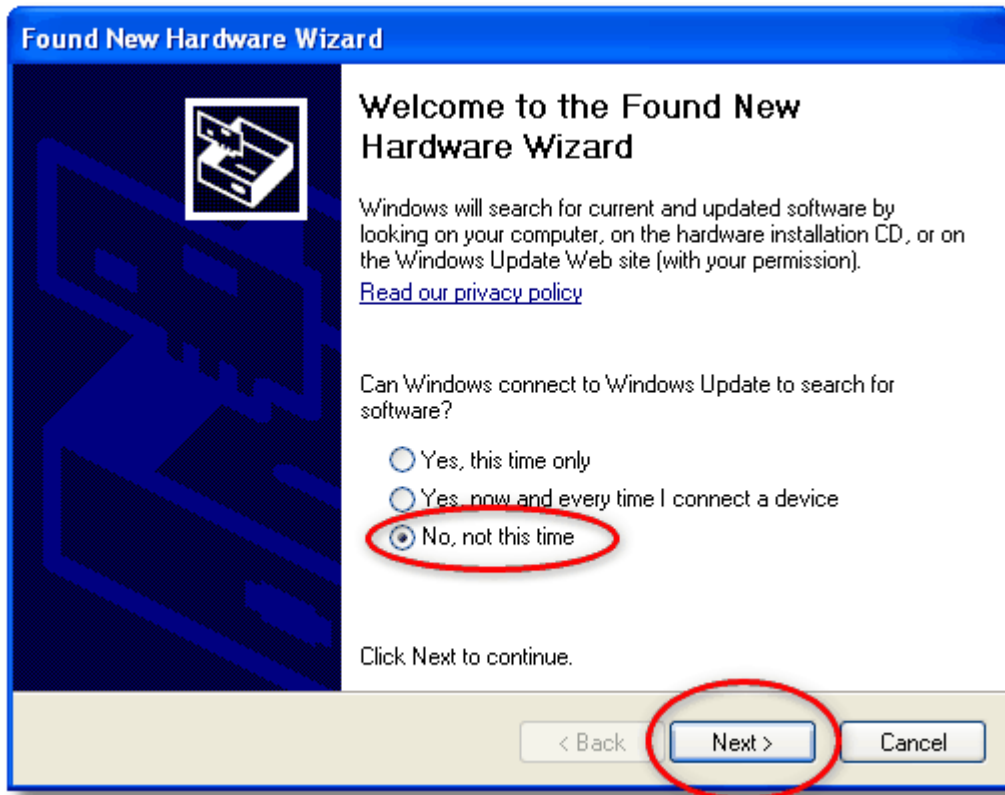 Found New Hardware Wizard
Welcome to the Found New
Hardware Wizard
Windows will search for current and updated software by
looking on your computer, on the hardware installation CD, or on
the Windows Update Web site (with your permission).
Read our privacy policy
Can Windows connect to Windows Update to search for
software?
Yes, this time only
Yes, now and every time I connect a device
No, not this time
Click Next to continue.
< Back
Next >
Cancel